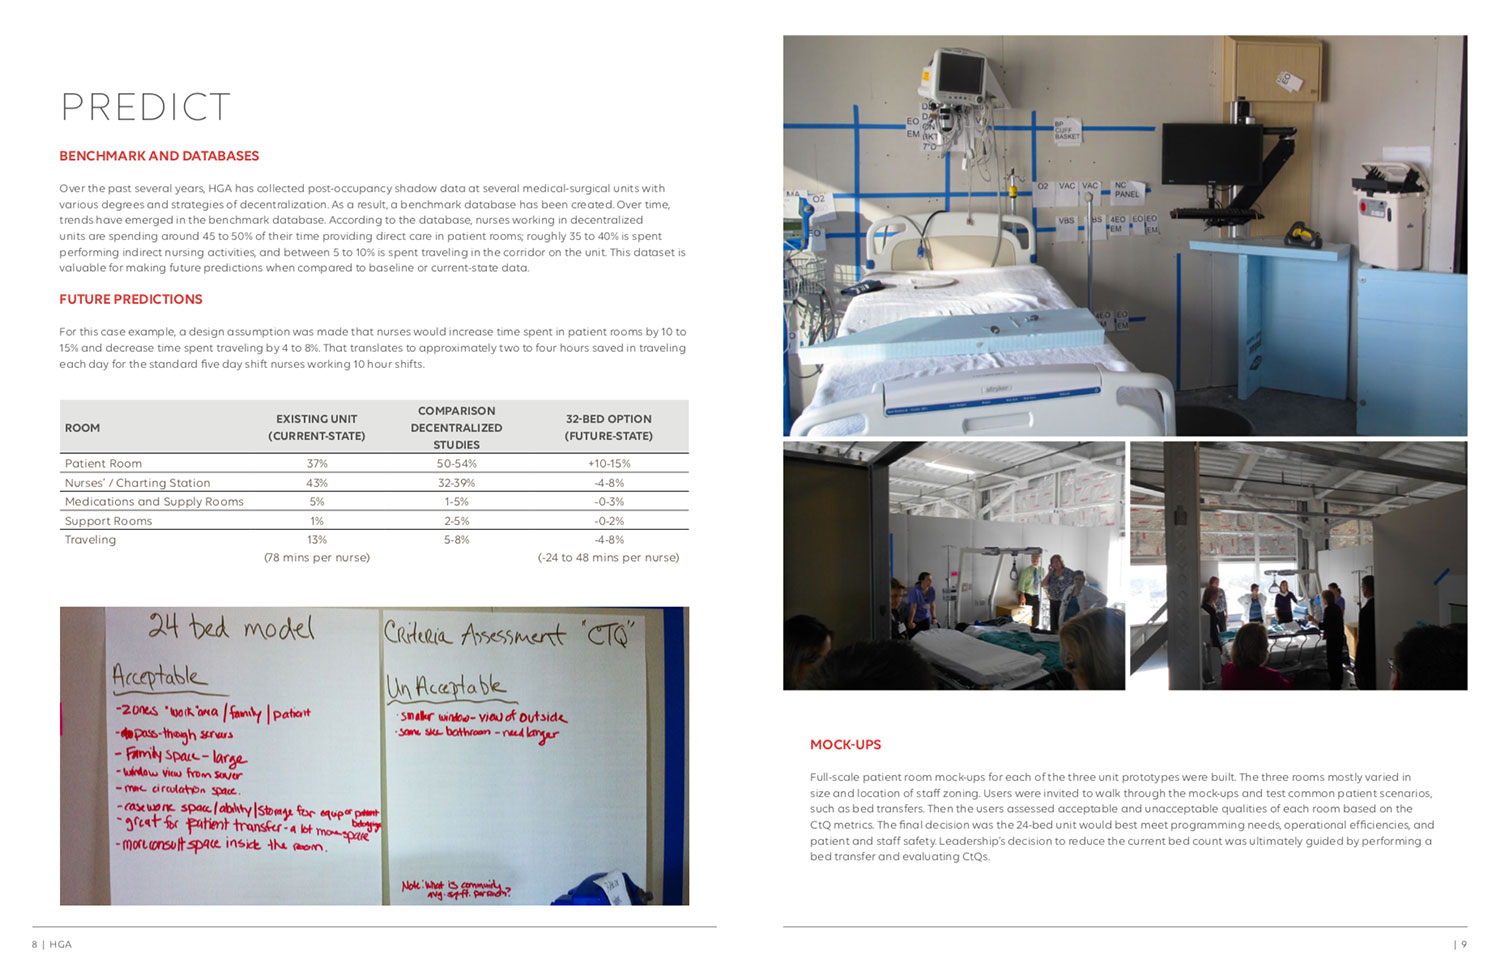 PREDICT
BENCHMARK AND DATABASES
Over the past several years, HGA has collected post-occupancy shadow data at several medical-surgical units with
various degrees and strategies of decentralization. As a result, a benchmark database has been created. Over time,
trends have emerged in the benchmark database. According to the database, nurses working in decentralized
units are spending around 45 to 50% of their time providing direct care in patient rooms; roughly 35 to 40% is spent
performing indirect nursing activities, and between 5 to 10% is spent traveling in the corridor on the unit. This dataset is
valuable for making future predictions when compared to baseline or current-state data.
FUTURE PREDICTIONS
For this case example, a design assumption was made that nurses would increase time spent in patient rooms by 10 to
15% and decrease time spent traveling by 4 to 8%. That translates to approximately two to four hours saved in traveling
each day for the standard five day shift nurses working 10 hour shifts.
ROOM EXISTING UNIT (CURRENT-STATE) COMPARISON DECENTRALIZED STUDIES 32-BED OPTION (FUTURE-STATE)
Patient Room 37% 50-54% +10-15%
Nurses' / Charting Station 43% 32-39% -4-8%
Medications and Supply Rooms 5% 1-5% -0-3%
Support Rooms 1% 2-5% -0-2%
Traveling 13% 5-8% -4-8%
(78 mins per nurse) (-24 to 48 mins per nurse)
24 bed model
Acceptable
-zones "work" area / family / patient
-pass-though servers
-Family space - large
-window view from server
-more circulation space.
-casework space/ability/storage for equip or patient belongings
-great for patient transfer - a lot more space
-more consult space inside the room.
Criteria Assessment "CTQ"
UnAcceptable
· smaller window - view of outside
· same size bathroom - need larger
Note: What is community
avg. sq. ft. per each?
8 | HGA
EO
EM
BP
CUFF
BASKET
O2
VAC
VAC
NC
PANEL
VBS
4EO
EM
EO
EM
EO
EM
MA
O2
EO
EO
stryker
MOCK-UPS
Full-scale patient room mock-ups for each of the three unit prototypes were built. The three rooms mostly varied in
size and location of staff zoning. Users were invited to walk through the mock-ups and test common patient scenarios,
such as bed transfers. Then the users assessed acceptable and unacceptable qualities of each room based on the
CtQ metrics. The final decision was the 24-bed unit would best meet programming needs, operational efficiencies, and
patient and staff safety. Leadership's decision to reduce the current bed count was ultimately guided by performing a
bed transfer and evaluating CtQs.
| 9